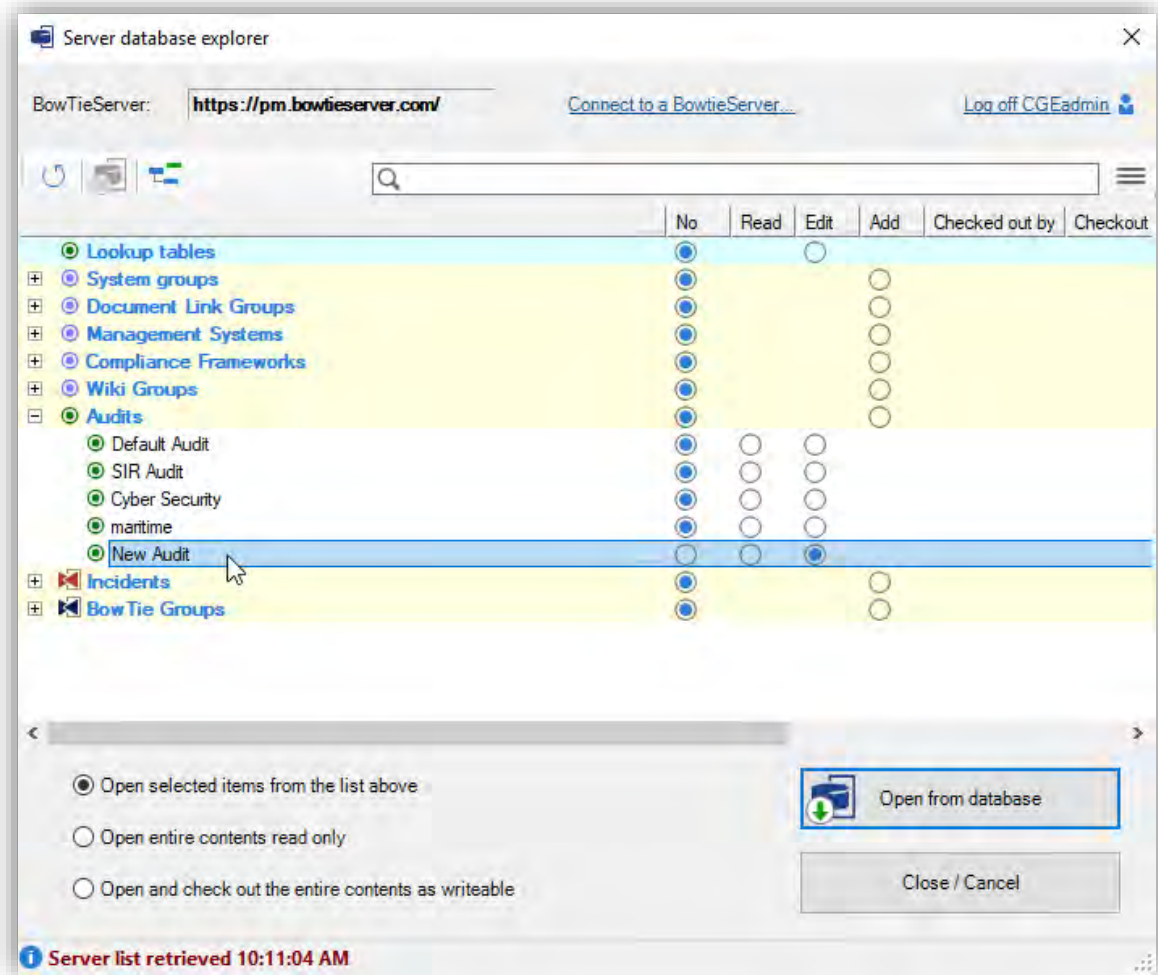 Server database explorer
BowTieServer: https://pm.bowtieserver.com/ Connect to a BowtieServer... Log off CGEadmin
No Read Edit Add Checked out by Checkout
Lookup tables
System groups
Document Link Groups
Management Systems
Compliance Frameworks
Wiki Groups
Audits
Default Audit
SIR Audit
Cyber Security
maritime
New Audit
Incidents
BowTie Groups
Open selected items from the list above
Open from database
Open entire contents read only
Close / Cancel
Open and check out the entire contents as writeable
Server list retrieved 10:11:04 AM